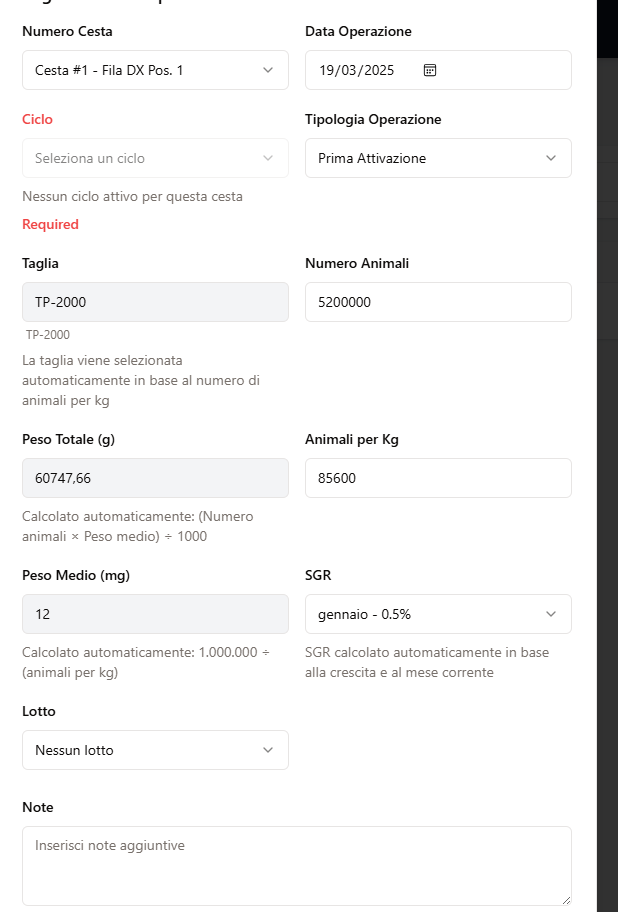 Numero Cesta
Data Operazione
Cesta #1 - Fila DX Pos. 1
19/03/2025
Ciclo
Tipologia Operazione
Seleziona un ciclo
Prima Attivazione
Nessun ciclo attivo per questa cesta
Required
Taglia
Numero Animali
TP-2000
5200000
TP-2000
La taglia viene selezionata
automaticamente in base al numero di
animali per kg
Peso Totale (g)
Animali per Kg
60747,66
85600
Calcolato automaticamente: (Numero
animali × Peso medio) ÷ 1000
Peso Medio (mg)
SGR
12
gennaio - 0.5%
Calcolato automaticamente: 1.000.000 ÷
(animali per kg)
SGR calcolato automaticamente in base
alla crescita e al mese corrente
Lotto
Nessun lotto
Note
Inserisci note aggiuntive